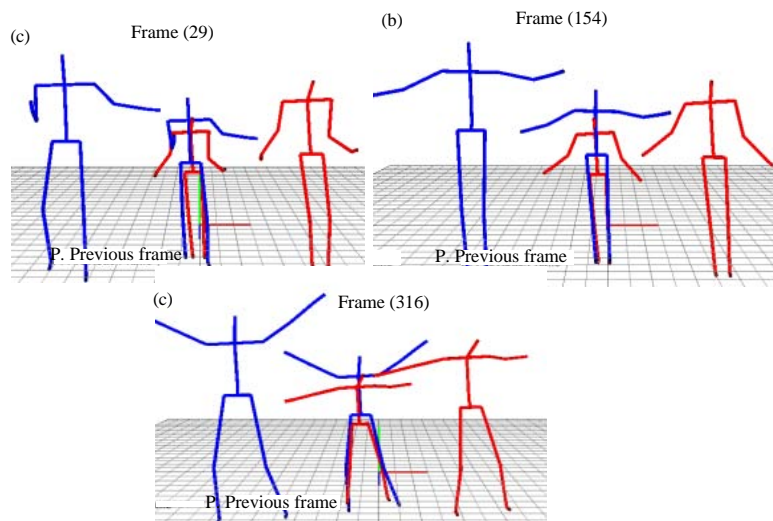 (c)
Frame (29)
P. Previous frame
(b)
Frame (154)
P. Previous frame
(c)
Frame (316)
P. Previous frame